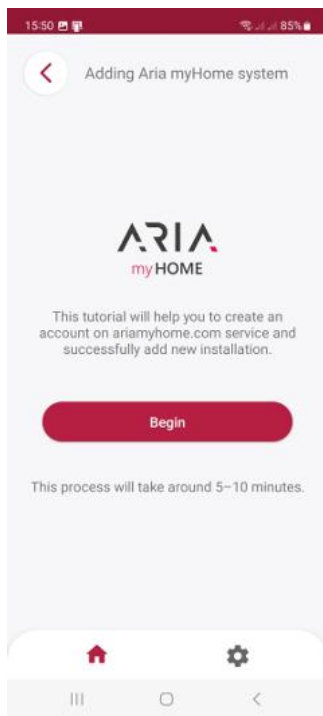 15:50 85%
Adding Aria myHome system
ARIA
myHOME
This tutorial will help you to create an
account on ariamyhome.com service and
successfully add new installation.
Begin
This process will take around 5–10 minutes.